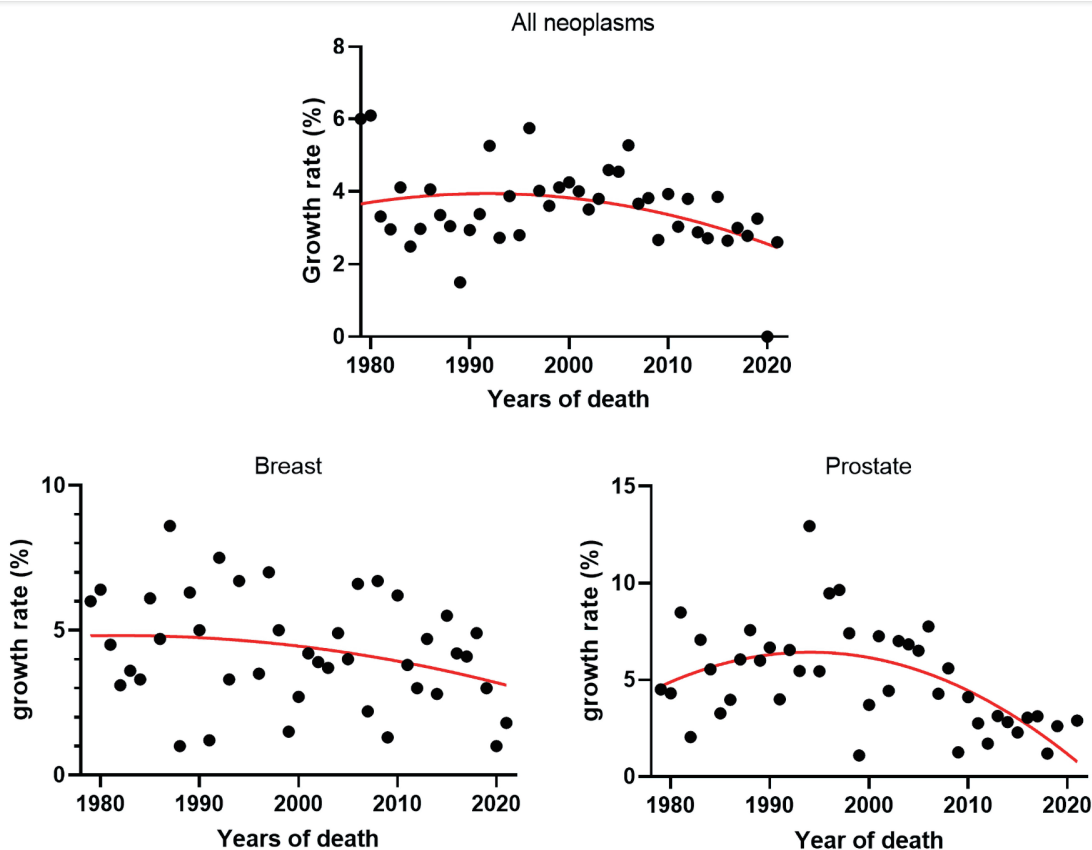 All neoplasms
Growth rate (%)
8
6
4
2
0
1980 1990 2000 2010 2020
Years of death
Breast
growth rate (%)
10
5
0
1980 1990 2000 2010 2020
Years of death
Prostate
growth rate (%)
15
10
5
0
1980 1990 2000 2010 2020
Year of death